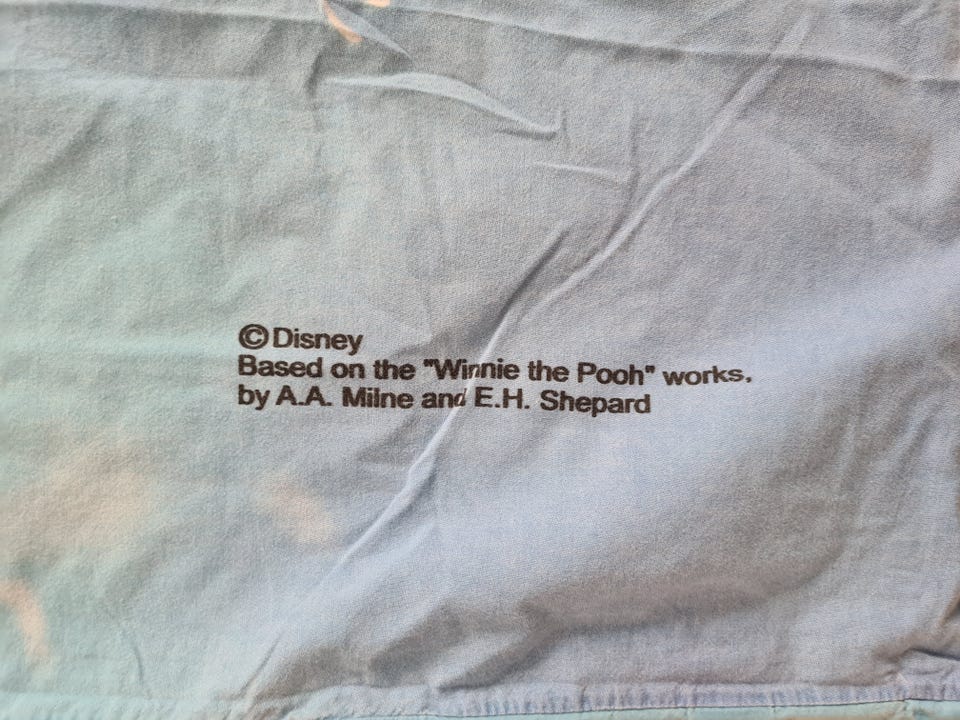 ©Disney
Based on the "Winnie the Pooh" works,
by A.A. Milne and E.H. Shepard